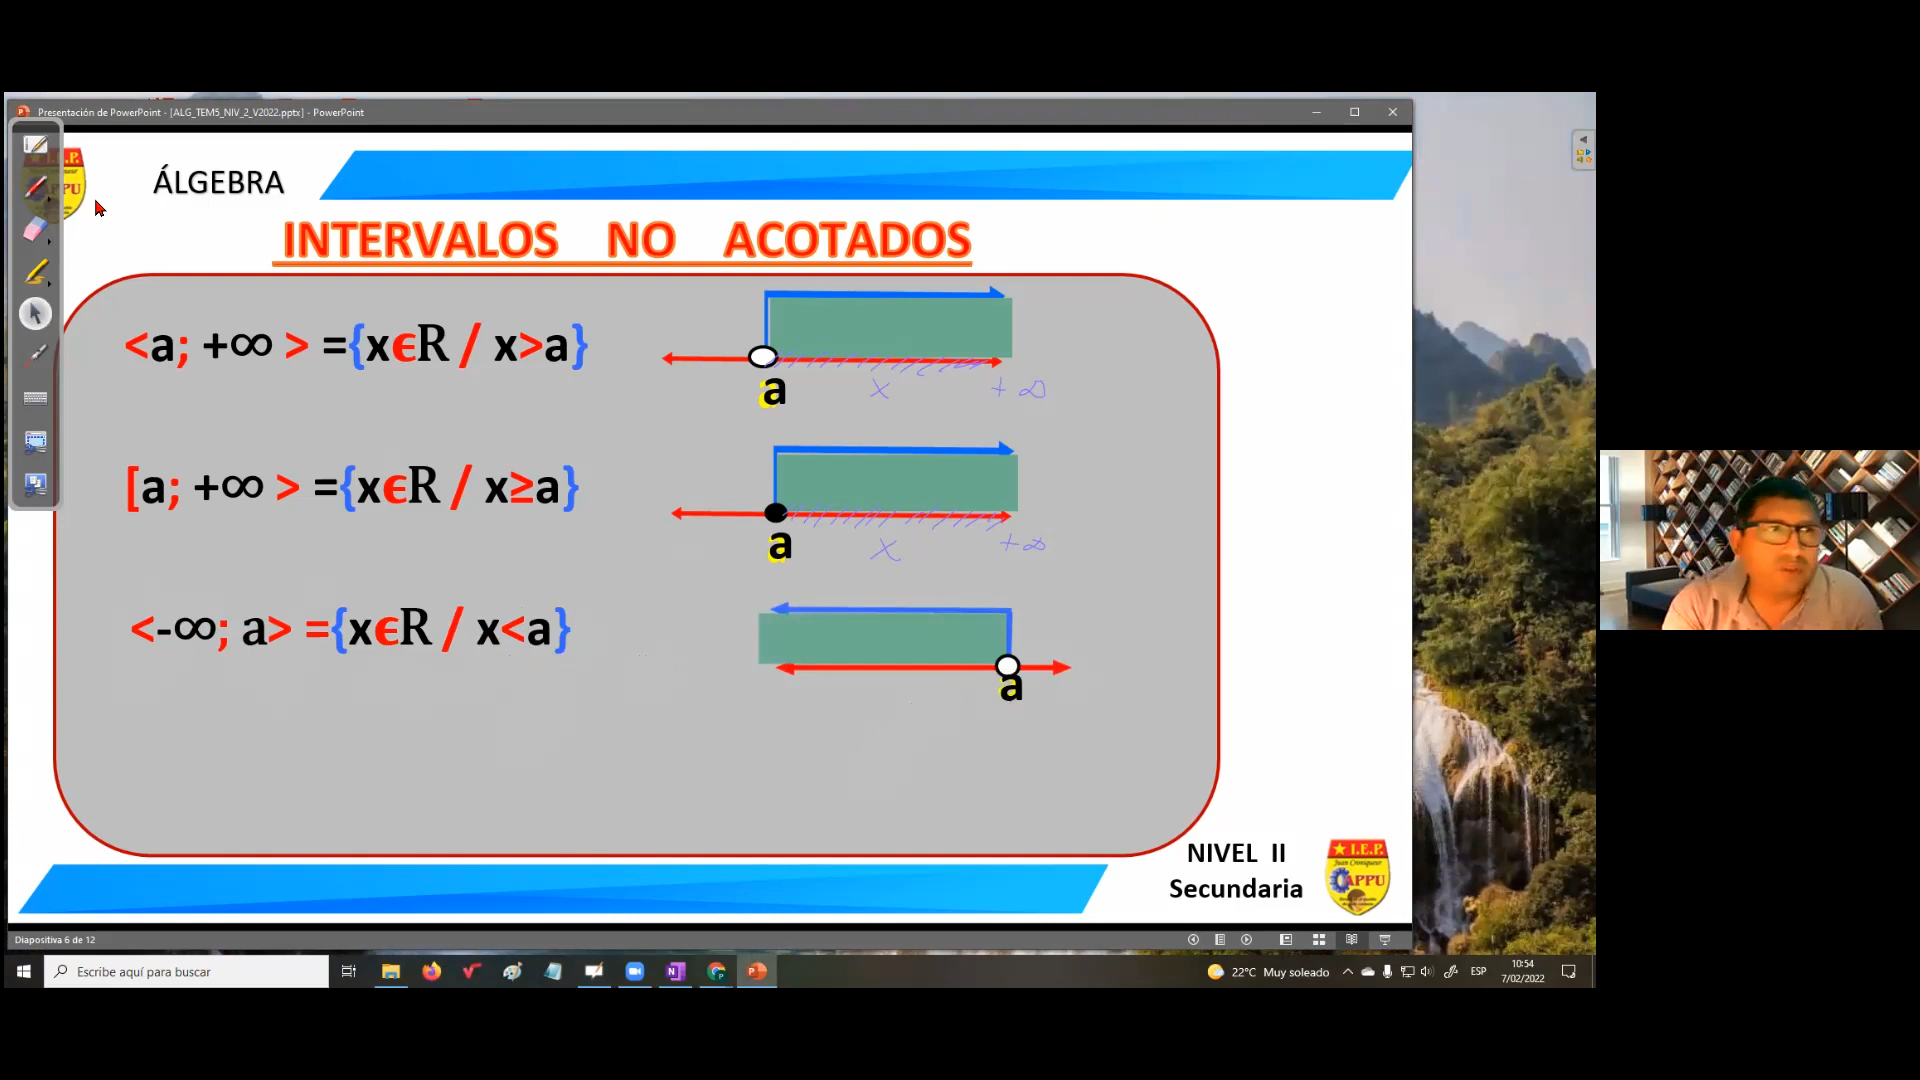 Presentación de PowerPoint - [ALG_TEM5_NIV_2_V2022.pptx] - PowerPoint
ÁLGEBRA
INTERVALOS NO ACOTADOS
<a; +∞ > ={xϵR / x>a}
a
x
+ ∞
[a; +∞ > ={xϵR / x≥a}
a
x
+∞
<-∞; a> ={xϵR / x<a}
a
NIVEL II
Secundaria
I.E.P.
APPU
Diapositiva 6 de 12
Escribe aquí para buscar
22°C Muy soleado
ESP
10:54
7/02/2022